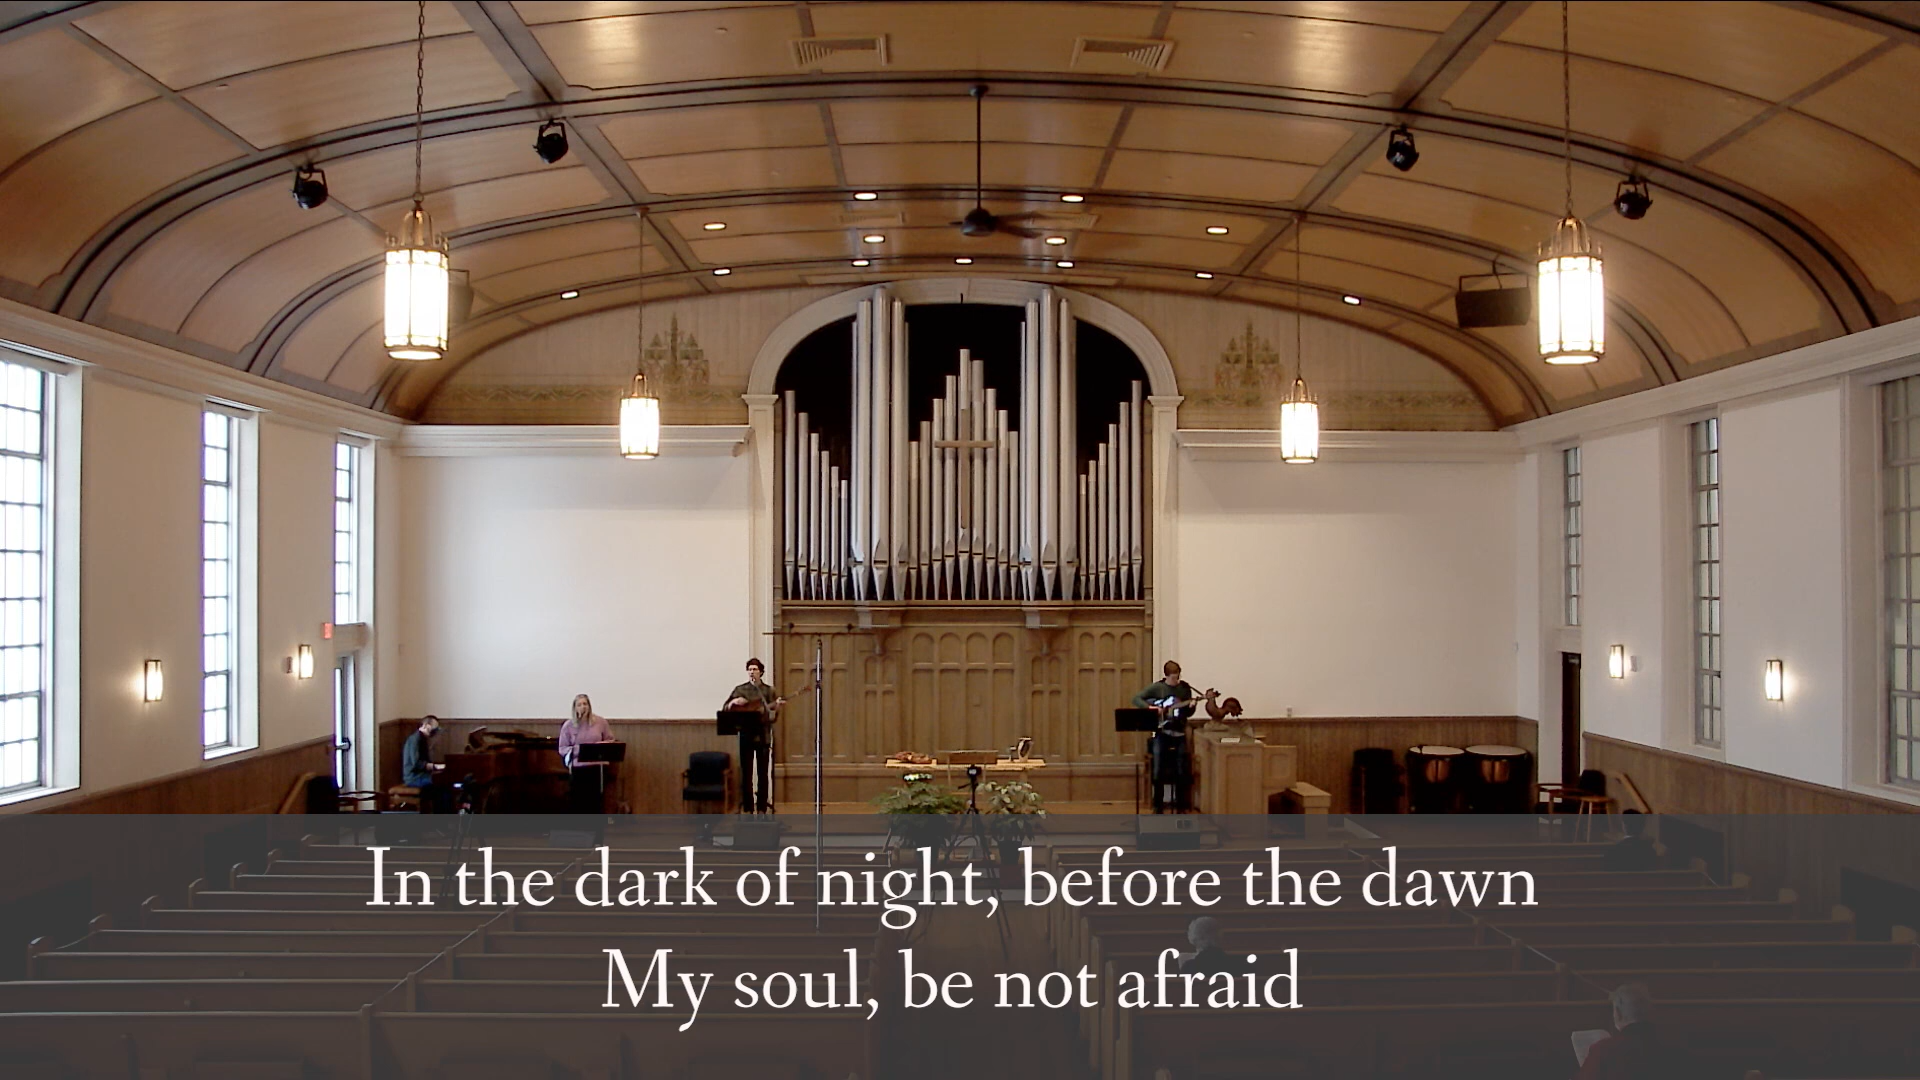 In the dark of night, before the dawn
My soul, be not afraid